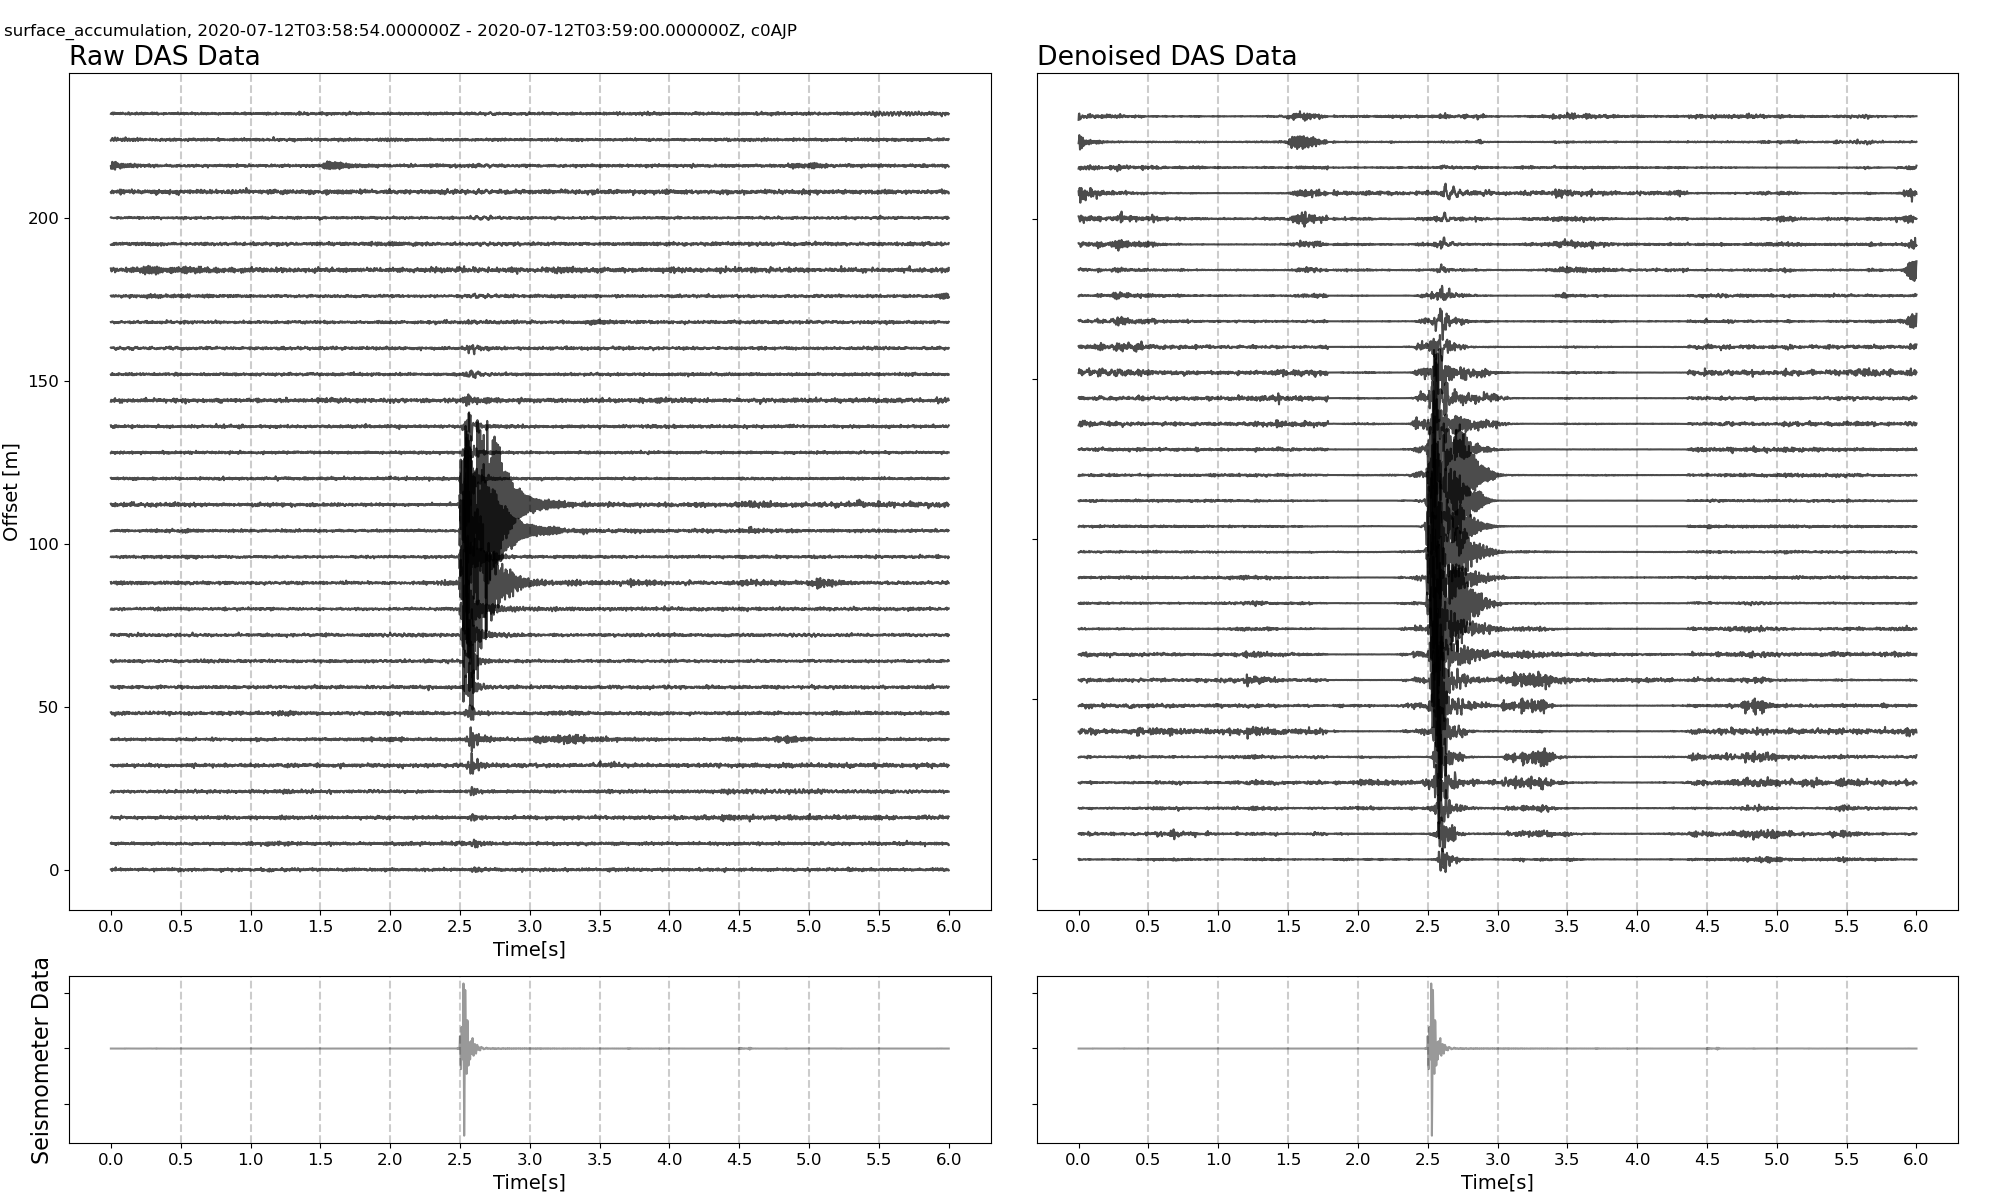 surface_accumulation, 2020-07-12T03:58:54.000000Z - 2020-07-12T03:59:00.000000Z, c0AJP
Raw DAS Data
Denoised DAS Data
Offset [m]
200
150
100
50
0
0.0 0.5 1.0 1.5 2.0 2.5 3.0 3.5 4.0 4.5 5.0 5.5 6.0
Time[s]
0.0 0.5 1.0 1.5 2.0 2.5 3.0 3.5 4.0 4.5 5.0 5.5 6.0
Seismometer Data
0.0 0.5 1.0 1.5 2.0 2.5 3.0 3.5 4.0 4.5 5.0 5.5 6.0
Time[s]
0.0 0.5 1.0 1.5 2.0 2.5 3.0 3.5 4.0 4.5 5.0 5.5 6.0
Time[s]